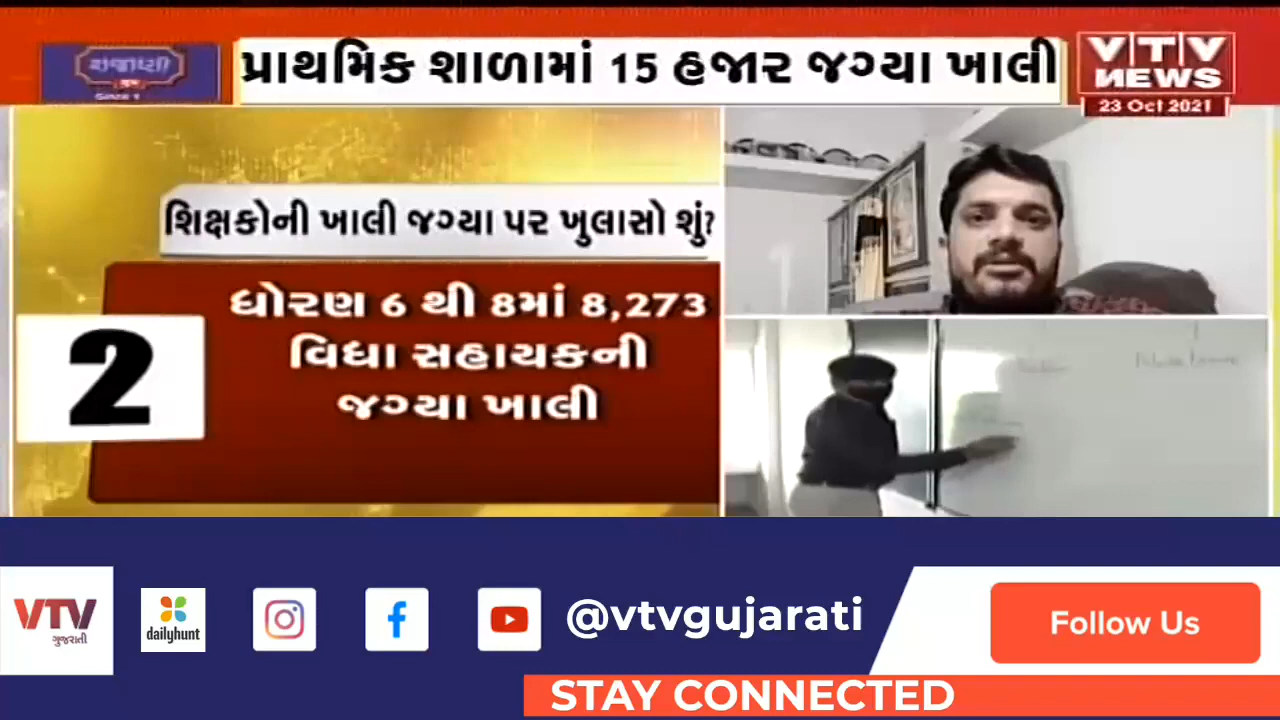 પ્રાથમિક શાળામાં 15 હજાર જગ્યા ખાલી
VTV
NEWS
23 Oct 2021
શિક્ષકોની ખાલી જગ્યા પર ખુલાસો શું?
2
ધોરણ 6 થી 8માં 8,273
વિધા સહાયકની
જગ્યા ખાલી
VTV
ગુજરાતી
dailyhunt
@vtvgujarati
Follow Us
STAY CONNECTED